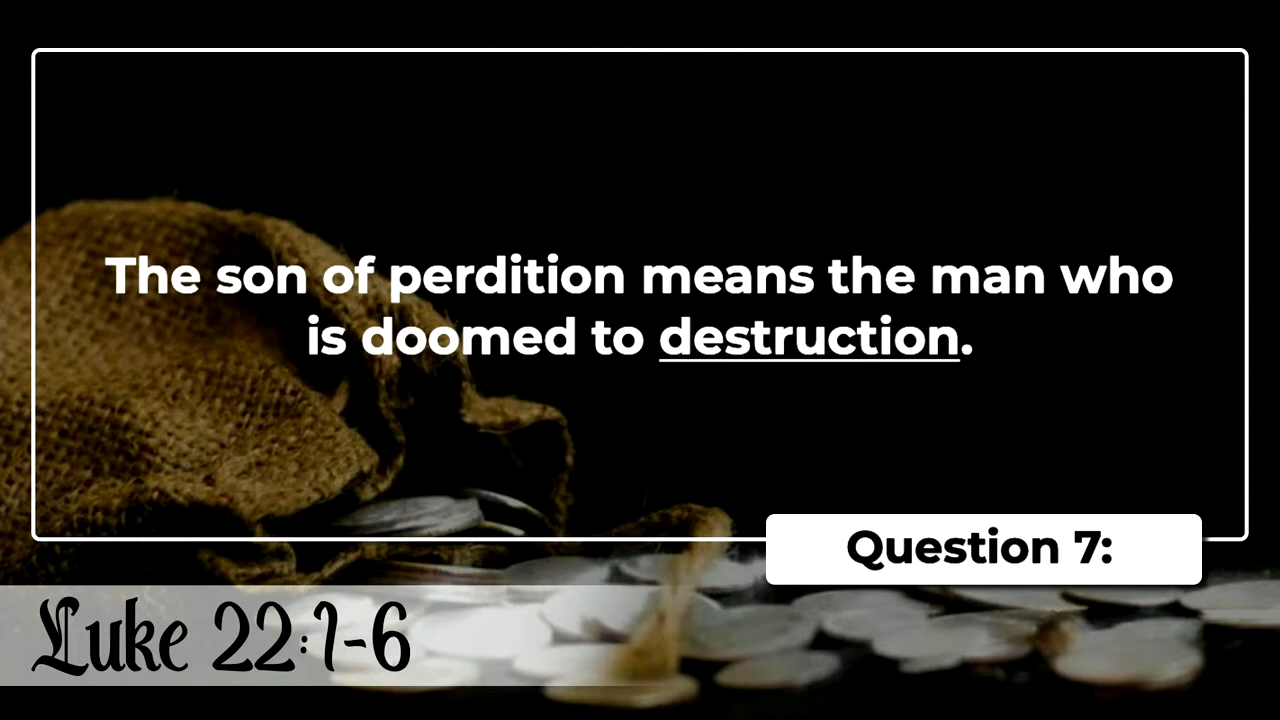 The son of perdition means the man who
is doomed to destruction.
Question 7:
Luke 22:1-6